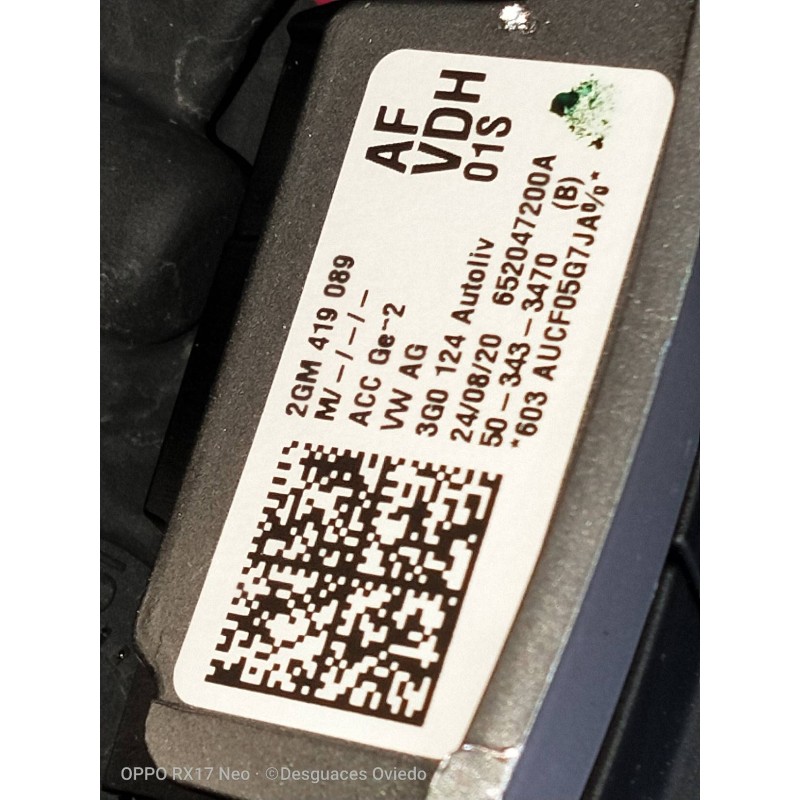 AF
VDH
01S
2GM 419 089
M/-/-/-/-
ACC Ge-2
VW AG
3G0 124 Autoliv
24/08/20 652047200A
50-343-3470 (B)
*603 AUCF05G7JA%*
OPPO RX17 Neo · ©Desguaces Oviedo